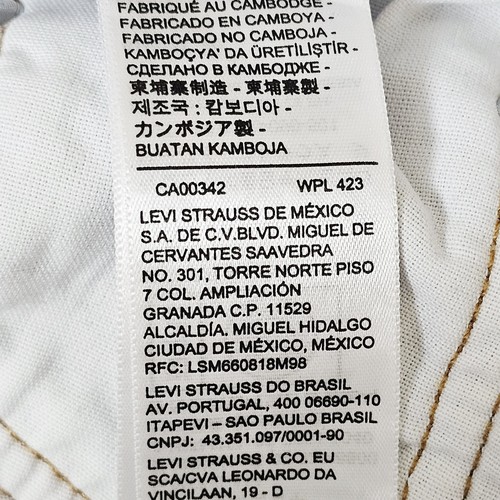 FABRIQUÉ AU CAMBODGE -
FABRICADO EN CAMBOYA -
FABRICADO NO CAMBOJA -
KAMBOÇYA' DA ÜRETILIŞTIR -
СДЕЛАНО В КАМБОДЖЕ -
柬埔寨制造 - 柬埔寨製 -
제조국 : 캄보디아 -
カンボジア製 -
BUATAN KAMBOJA
CA00342 WPL 423
LEVI STRAUSS DE MÉXICO
S.A. DE C.V.BLVD. MIGUEL DE
CERVANTES SAAVEDRA
NO. 301, TORRE NORTE PISO
7 COL. AMPLIACIÓN
GRANADA C.P. 11529
ALCALDÍA. MIGUEL HIDALGO
CIUDAD DE MÉXICO, MÉXICO
RFC: LSM660818M98
LEVI STRAUSS DO BRASIL
AV. PORTUGAL, 400 06690-110
ITAPEVI – SAO PAULO BRASIL
CNPJ: 43.351.097/0001-90
LEVI STRAUSS & CO. EU
SCA/CVA LEONARDO DA
VINCILAAN, 19 - D